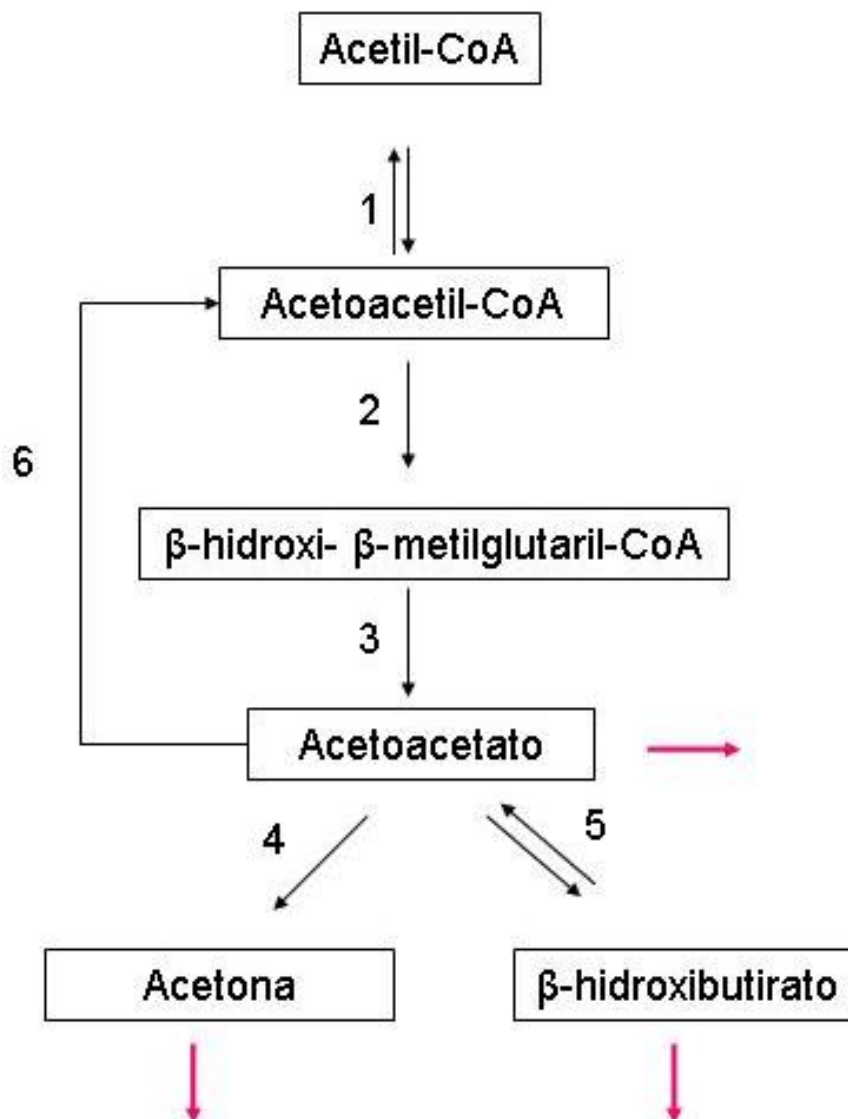 Acetil-CoA
1
Acetoacetil-CoA
2
6
β-hidroxi- β-metilglutaril-CoA
3
Acetoacetato
4
5
Acetona
β-hidroxibutirato